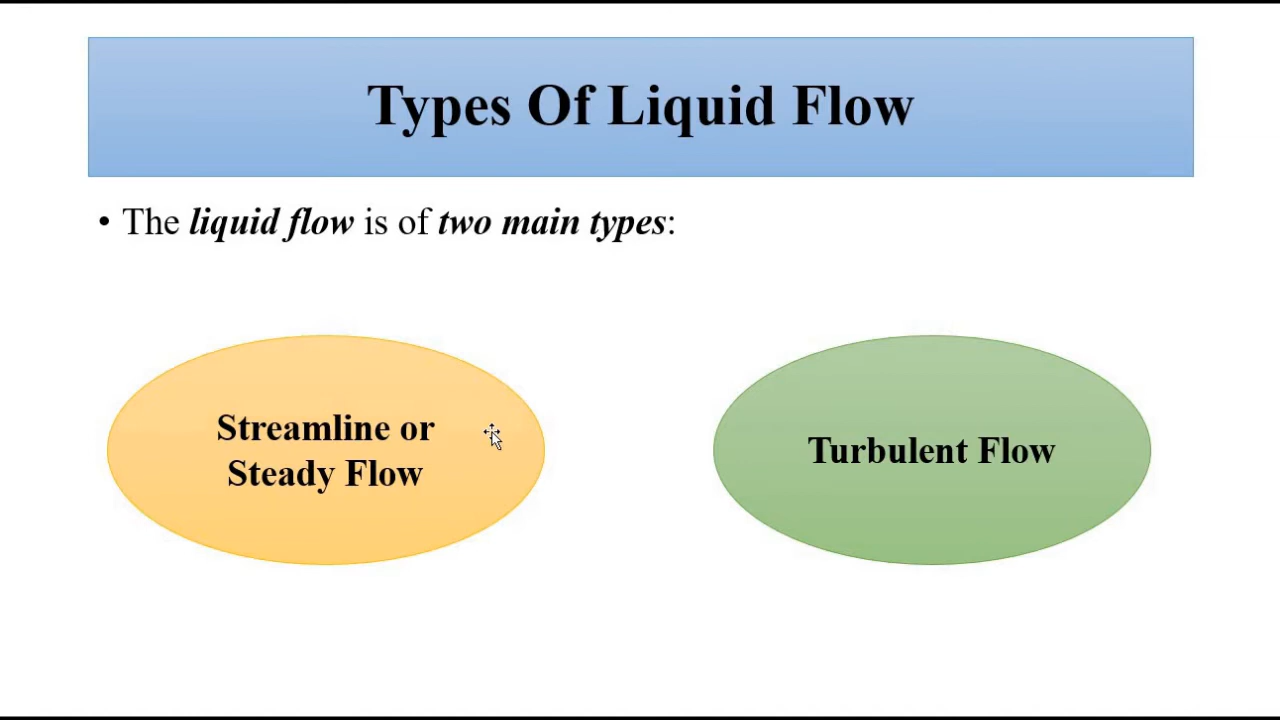 Types Of Liquid Flow
• The liquid flow is of two main types:
Streamline or
Steady Flow
Turbulent Flow